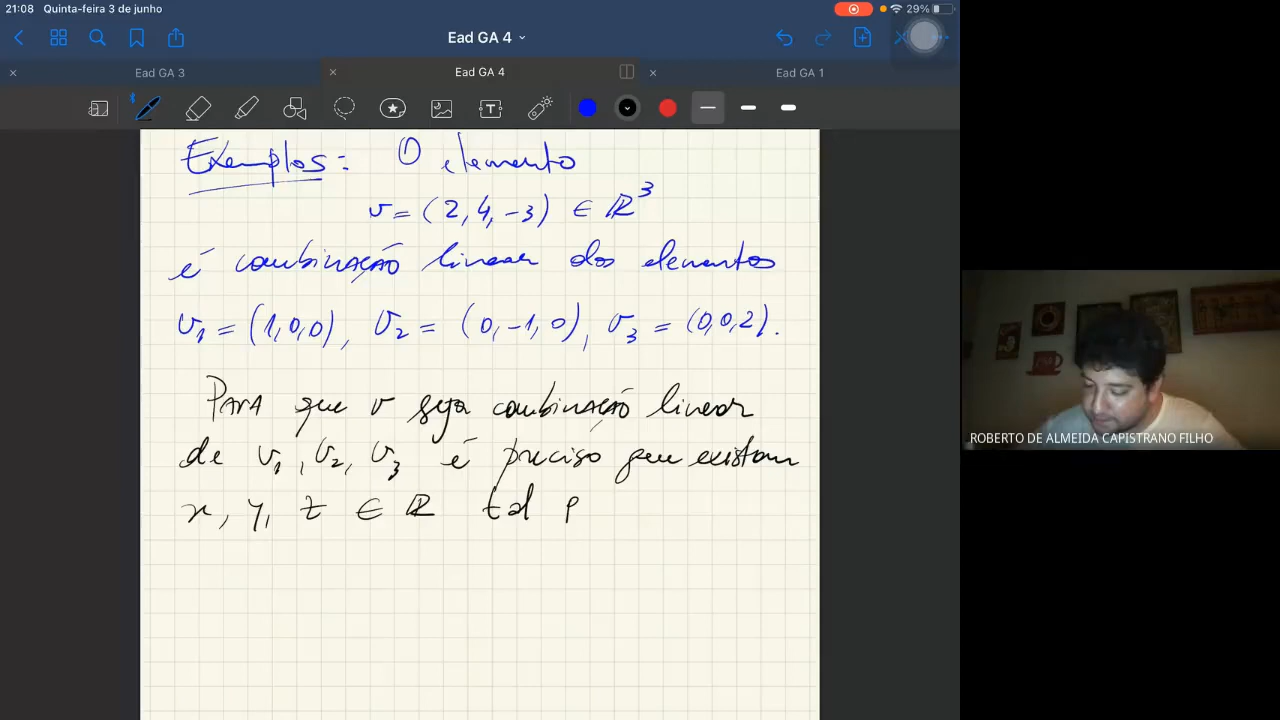 21:08 Quinta-feira 3 de junho 29%
Ead GA 4
Ead GA 3 Ead GA 4 Ead GA 1
Exemplos: O elemento
v = (2, 4, -3) ∈ ℝ³
é combinação linear dos elementos
v₁ = (1,0,0), v₂ = (0,-1,0), v₃ = (0,0,2).
Para que v seja combinação linear
de v₁, v₂, v₃ é preciso que existam
x, y, z ∈ ℝ tal
ROBERTO DE ALMEIDA CAPISTRANO FILHO